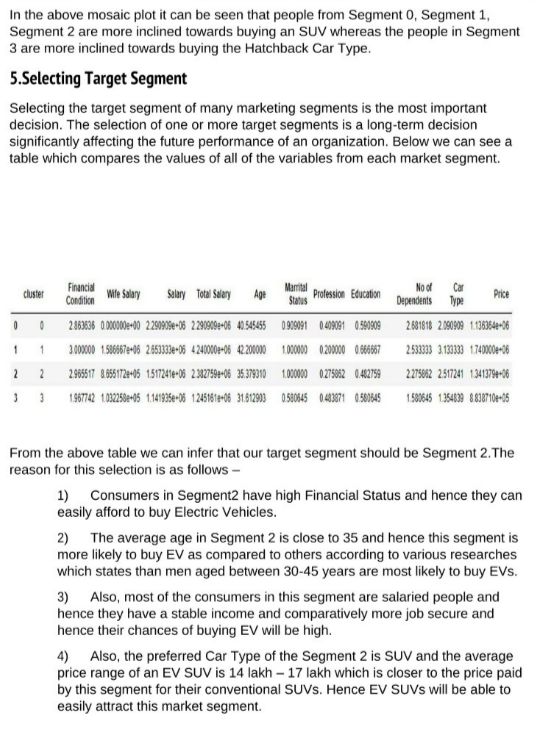 In the above mosaic plot it can be seen that people from Segment 0, Segment 1,
Segment 2 are more inclined towards buying an SUV whereas the people in Segment
3 are more inclined towards buying the Hatchback Car Type.
5.Selecting Target Segment
Selecting the target segment of many marketing segments is the most important
decision. The selection of one or more target segments is a long-term decision
significantly affecting the future performance of an organization. Below we can see a
table which compares the values of all of the variables from each market segment.
cluster Financial Condition Wife Salary Salary Total Salary Age Marrital Status Profession Education No of Dependents Car Type Price
0 0 2.863636 0.000000e+00 2.290909e+06 2.290909e+06 40.545455 0.909091 0.409091 0.590909 2.681818 2.090909 1.136364e+06
1 1 3.000000 1.586667e+06 2.653333e+06 4.240000e+06 42.200000 1.000000 0.200000 0.666667 2.533333 3.133333 1.740000e+06
2 2 2.965517 8.655172e+05 1.517241e+06 2.382759e+06 35.379310 1.000000 0.275862 0.482759 2.275862 2.517241 1.341379e+06
3 3 1.967742 1.032258e+05 1.141935e+06 1.245161e+06 31.612903 0.580645 0.483871 0.580645 1.580645 1.354839 8.838710e+05
From the above table we can infer that our target segment should be Segment 2.The
reason for this selection is as follows –
1) Consumers in Segment2 have high Financial Status and hence they can
easily afford to buy Electric Vehicles.
2) The average age in Segment 2 is close to 35 and hence this segment is
more likely to buy EV as compared to others according to various researches
which states than men aged between 30-45 years are most likely to buy EVs.
3) Also, most of the consumers in this segment are salaried people and
hence they have a stable income and comparatively more job secure and
hence their chances of buying EV will be high.
4) Also, the preferred Car Type of the Segment 2 is SUV and the average
price range of an EV SUV is 14 lakh – 17 lakh which is closer to the price paid
by this segment for their conventional SUVs. Hence EV SUVs will be able to
easily attract this market segment.